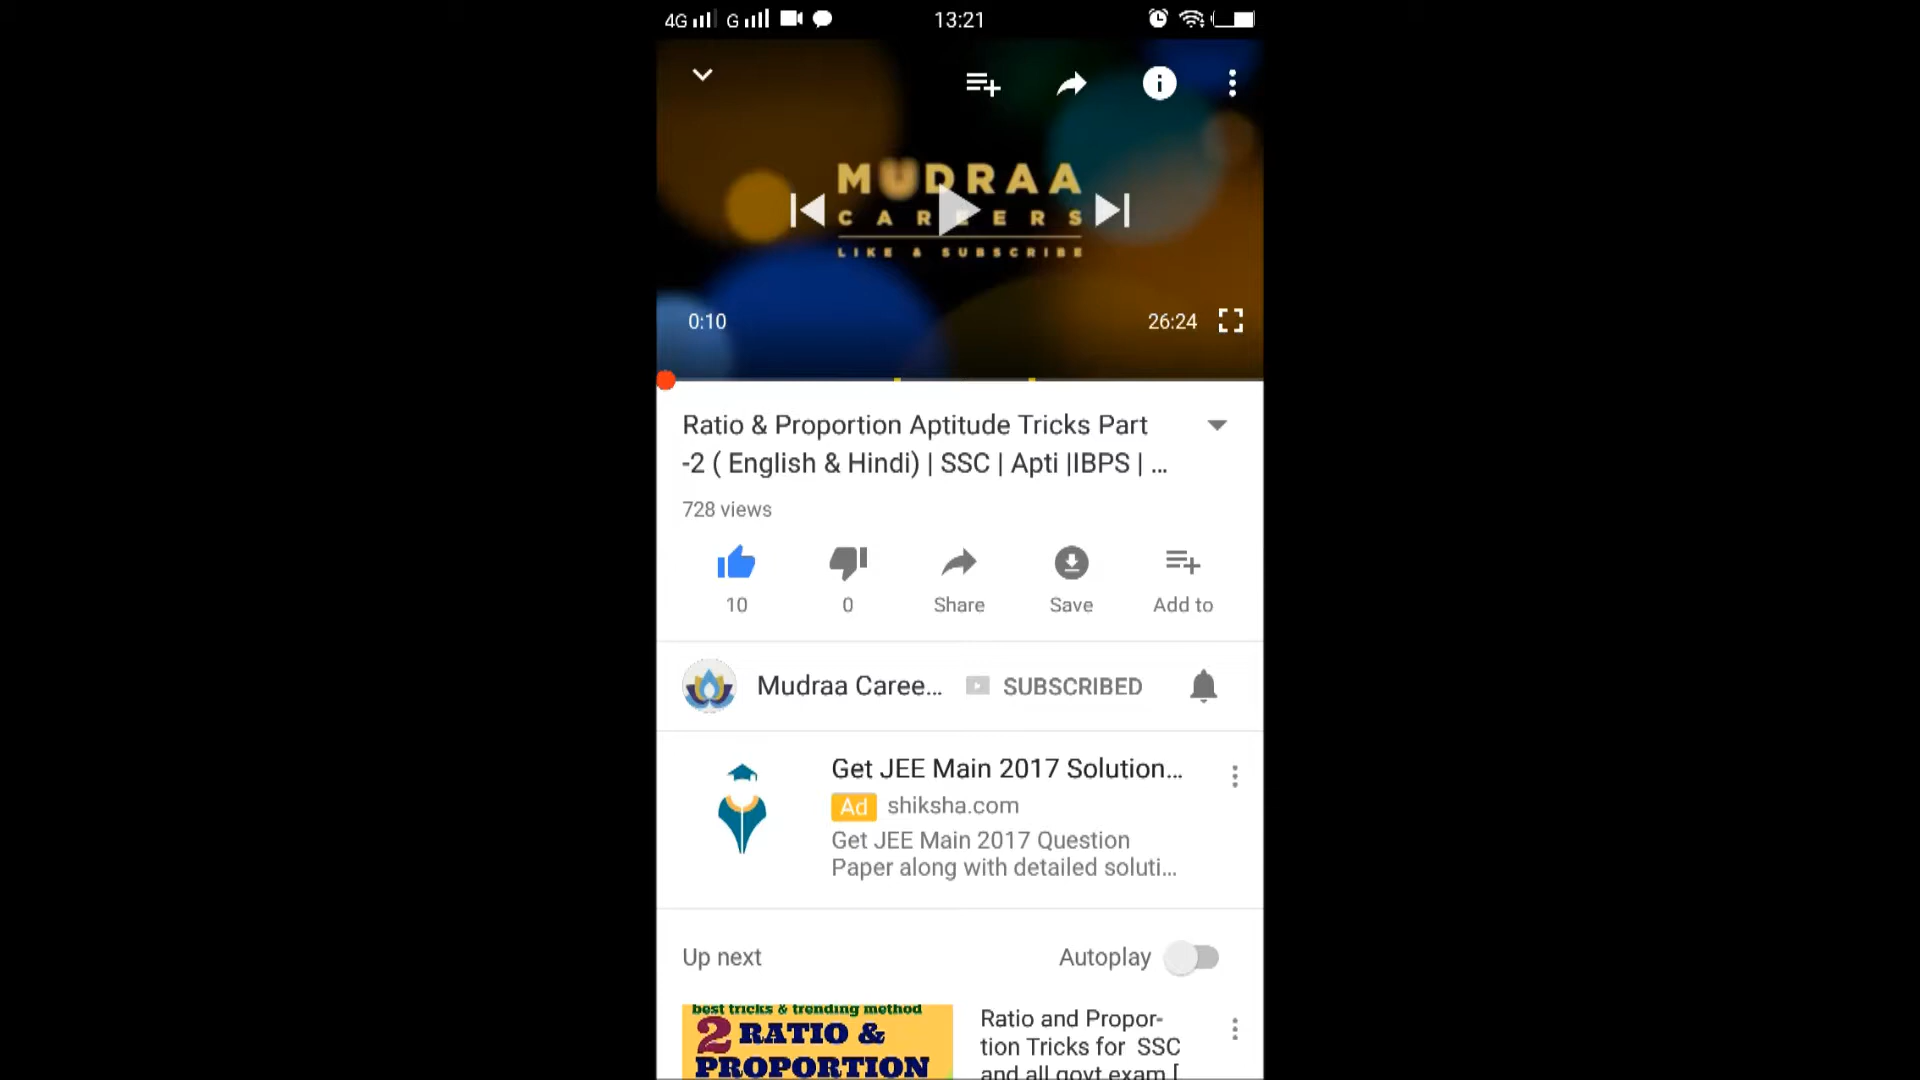 4G G 13:21
MUDRAA
CAREERS
LIKE & SUBSCRIBE
0:10 26:24
Ratio & Proportion Aptitude Tricks Part
-2 ( English & Hindi) | SSC | Apti |IBPS | ...
728 views
10 0 Share Save Add to
Mudraa Caree... SUBSCRIBED
Get JEE Main 2017 Solution...
Ad shiksha.com
Get JEE Main 2017 Question
Paper along with detailed soluti...
Up next Autoplay
best tricks & trending method
2 RATIO &
PROPORTION
Ratio and Propor-
tion Tricks for SSC
and all govt exam [